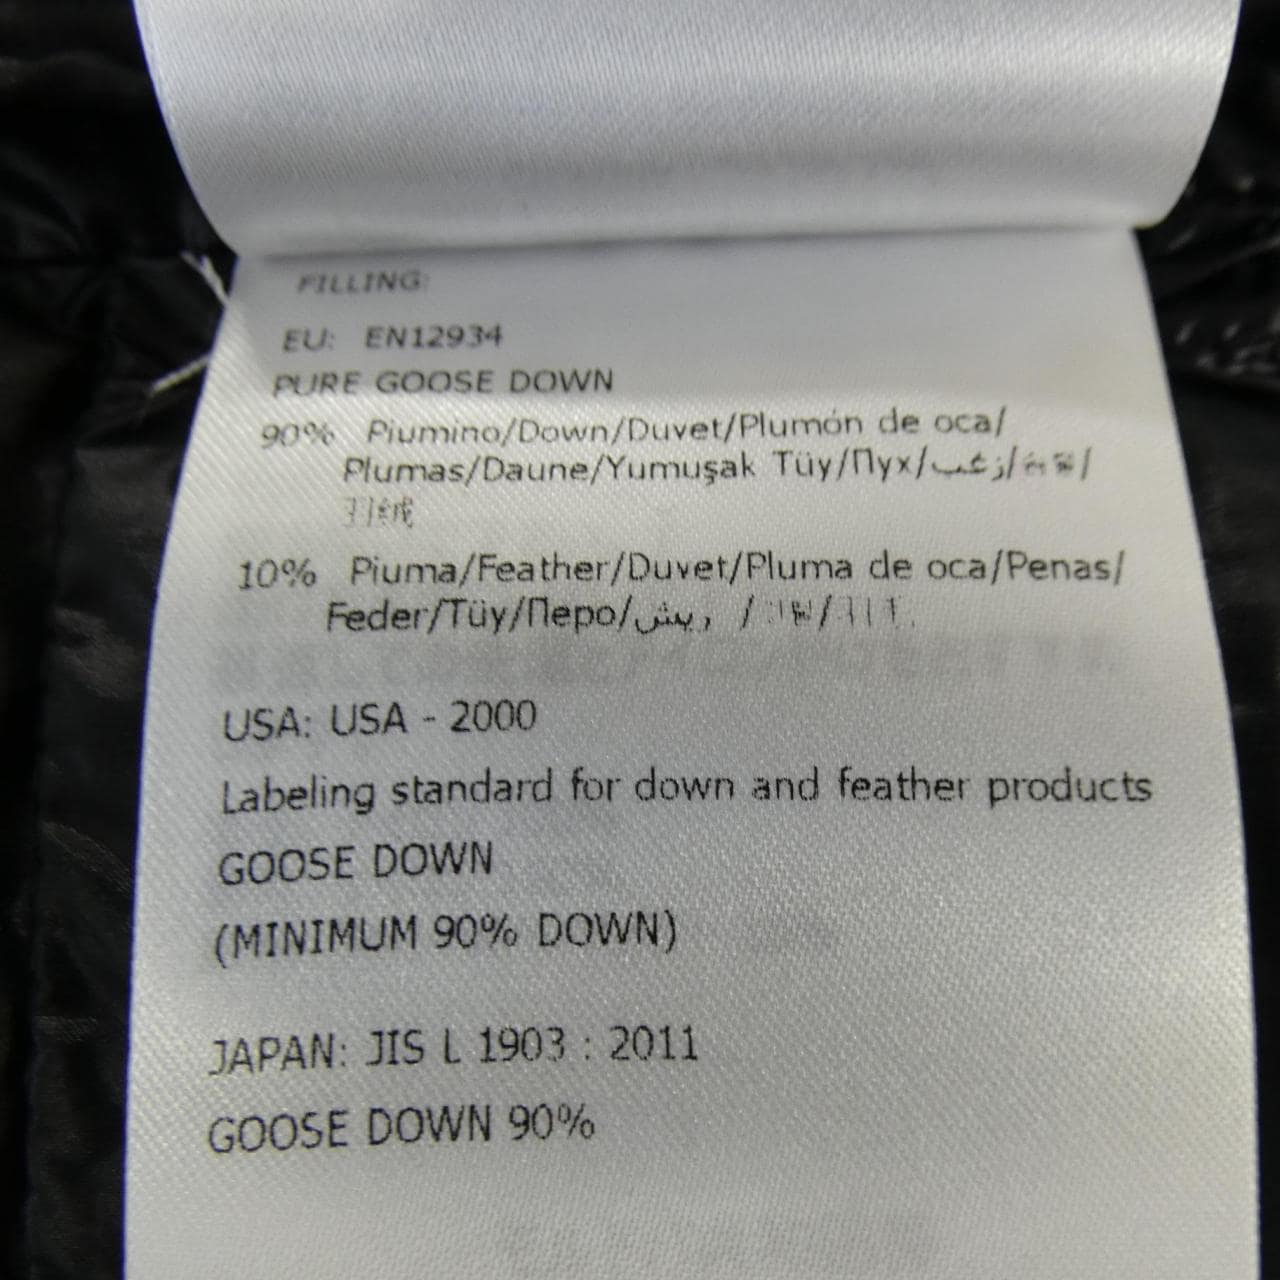 FILLING:
EU: EN12934
PURE GOOSE DOWN
90% Piumino/Down/Duvet/Plumón de oca/
Plumas/Daune/Yumuşak Tüy/Пух/زغب/
10% Piuma/Feather/Duvet/Pluma de oca/Penas/
Feder/Tüy/Перо/ريش /
USA: USA - 2000
Labeling standard for down and feather products
GOOSE DOWN
(MINIMUM 90% DOWN)
JAPAN: JIS L 1903 : 2011
GOOSE DOWN 90%